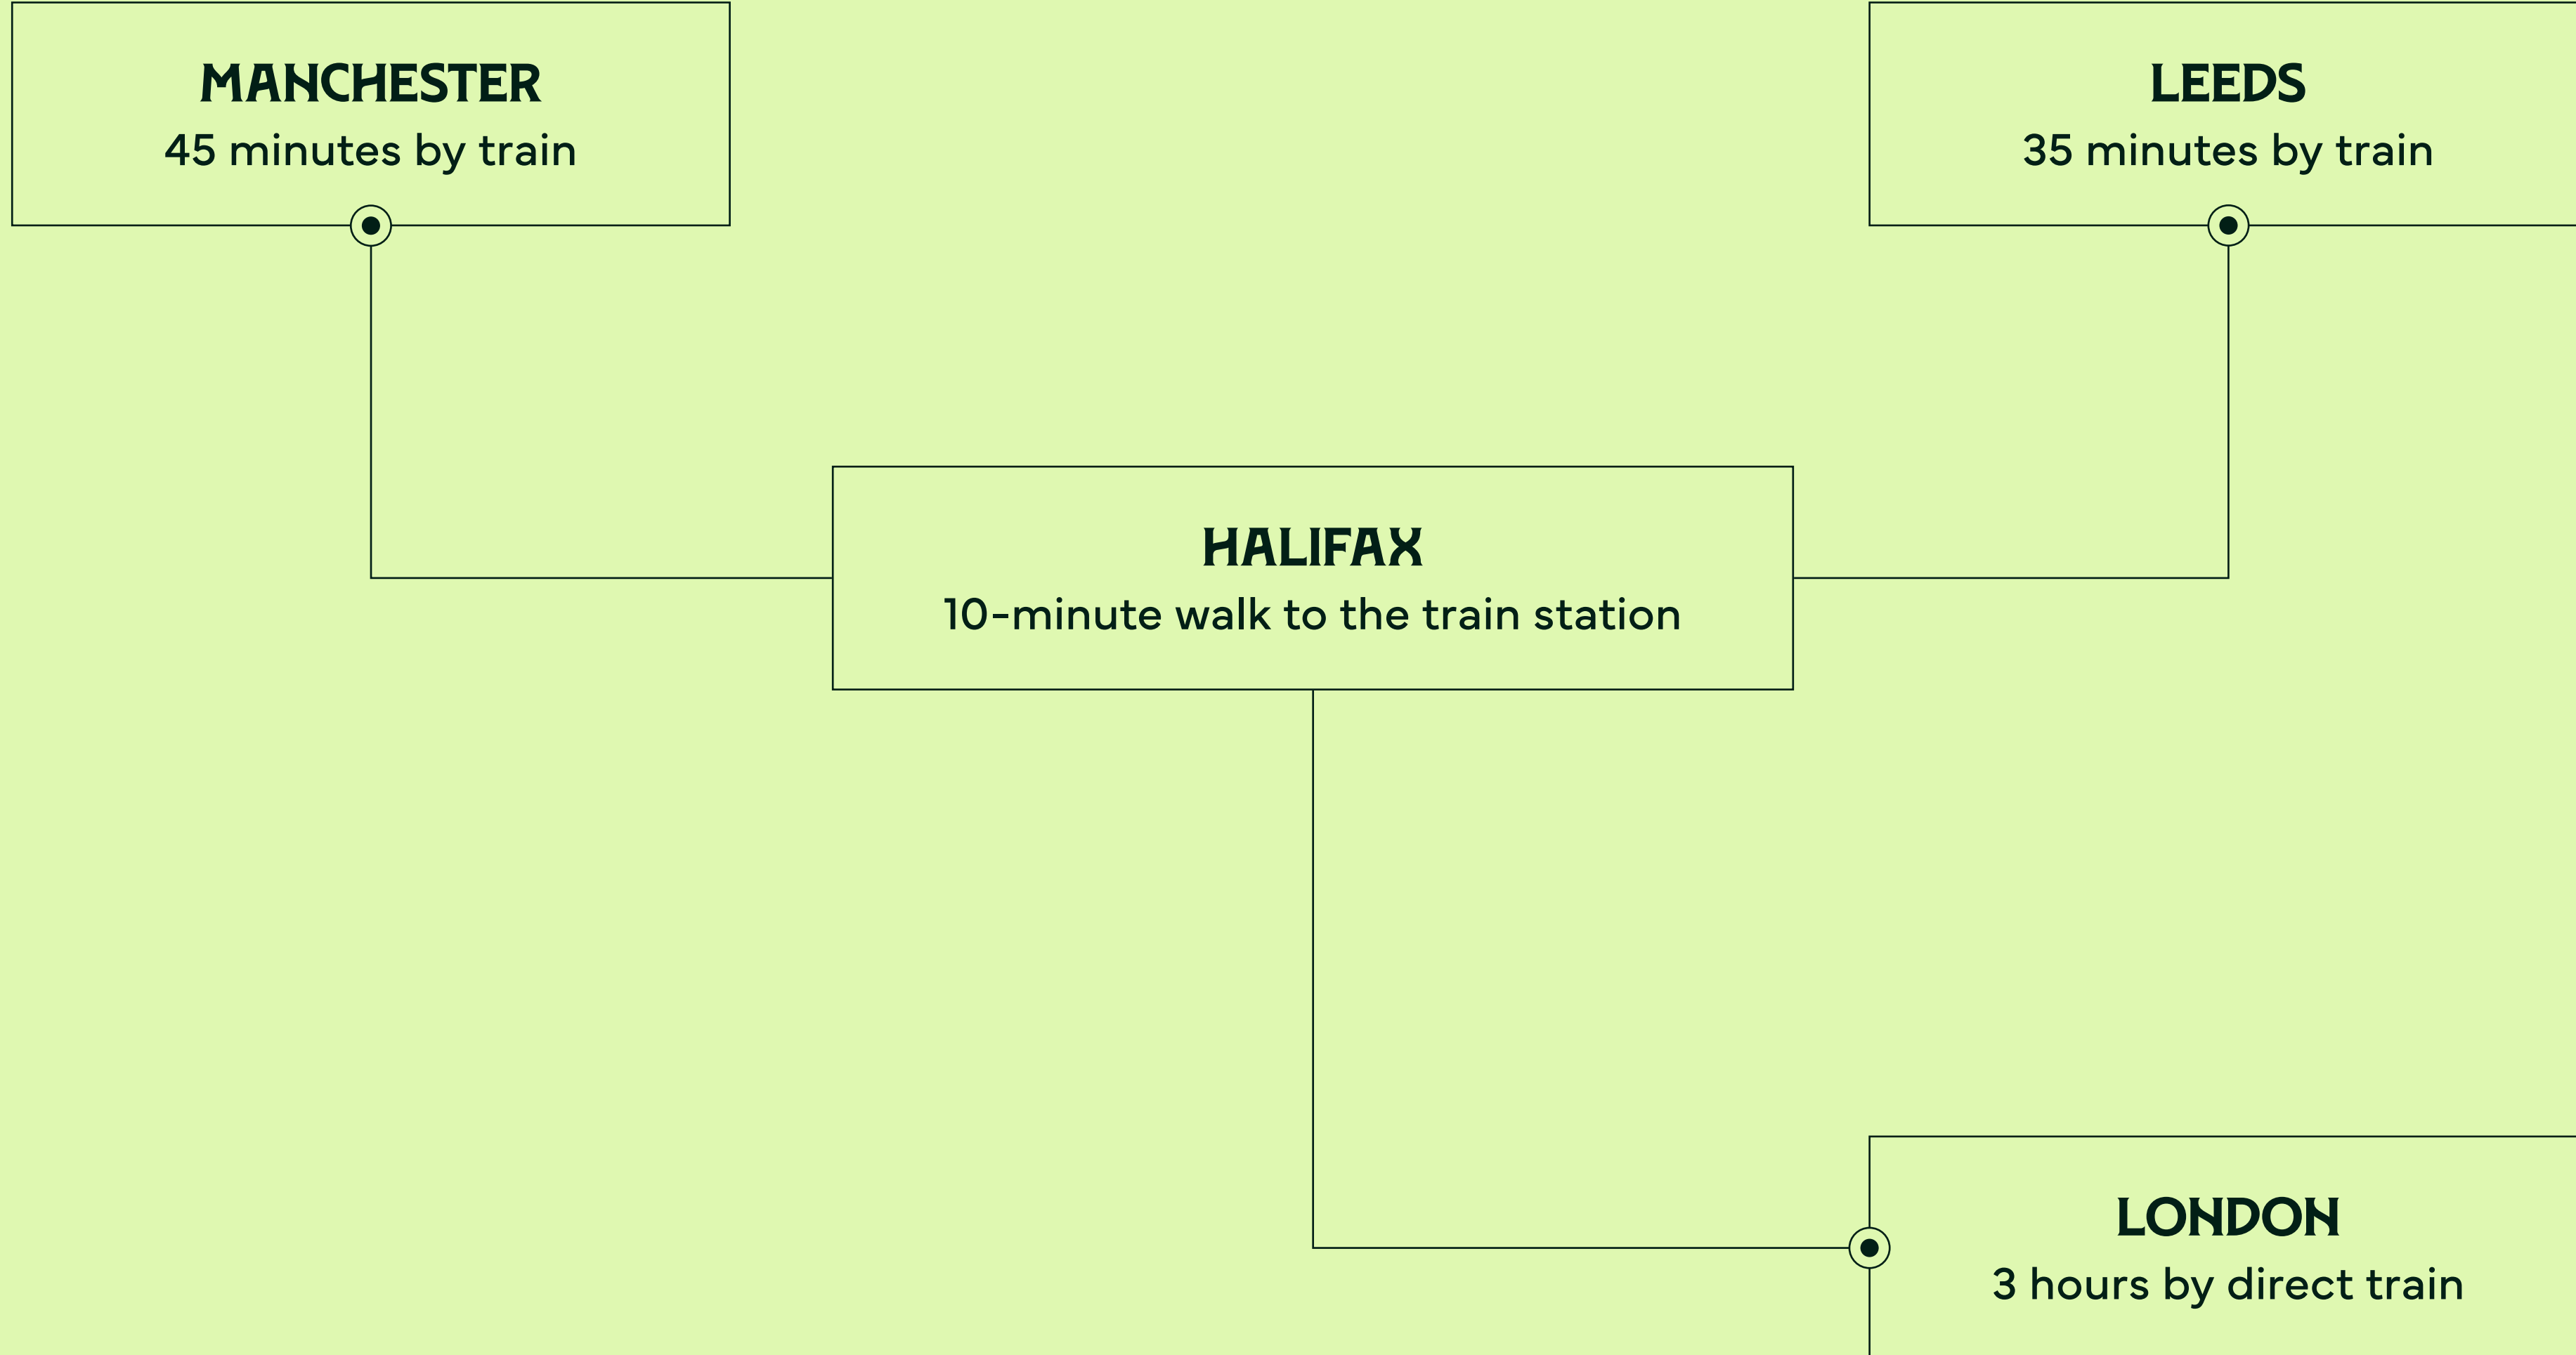 MANCHESTER
45 minutes by train
LEEDS
35 minutes by train
HALIFAX
10-minute walk to the train station
LONDON
3 hours by direct train